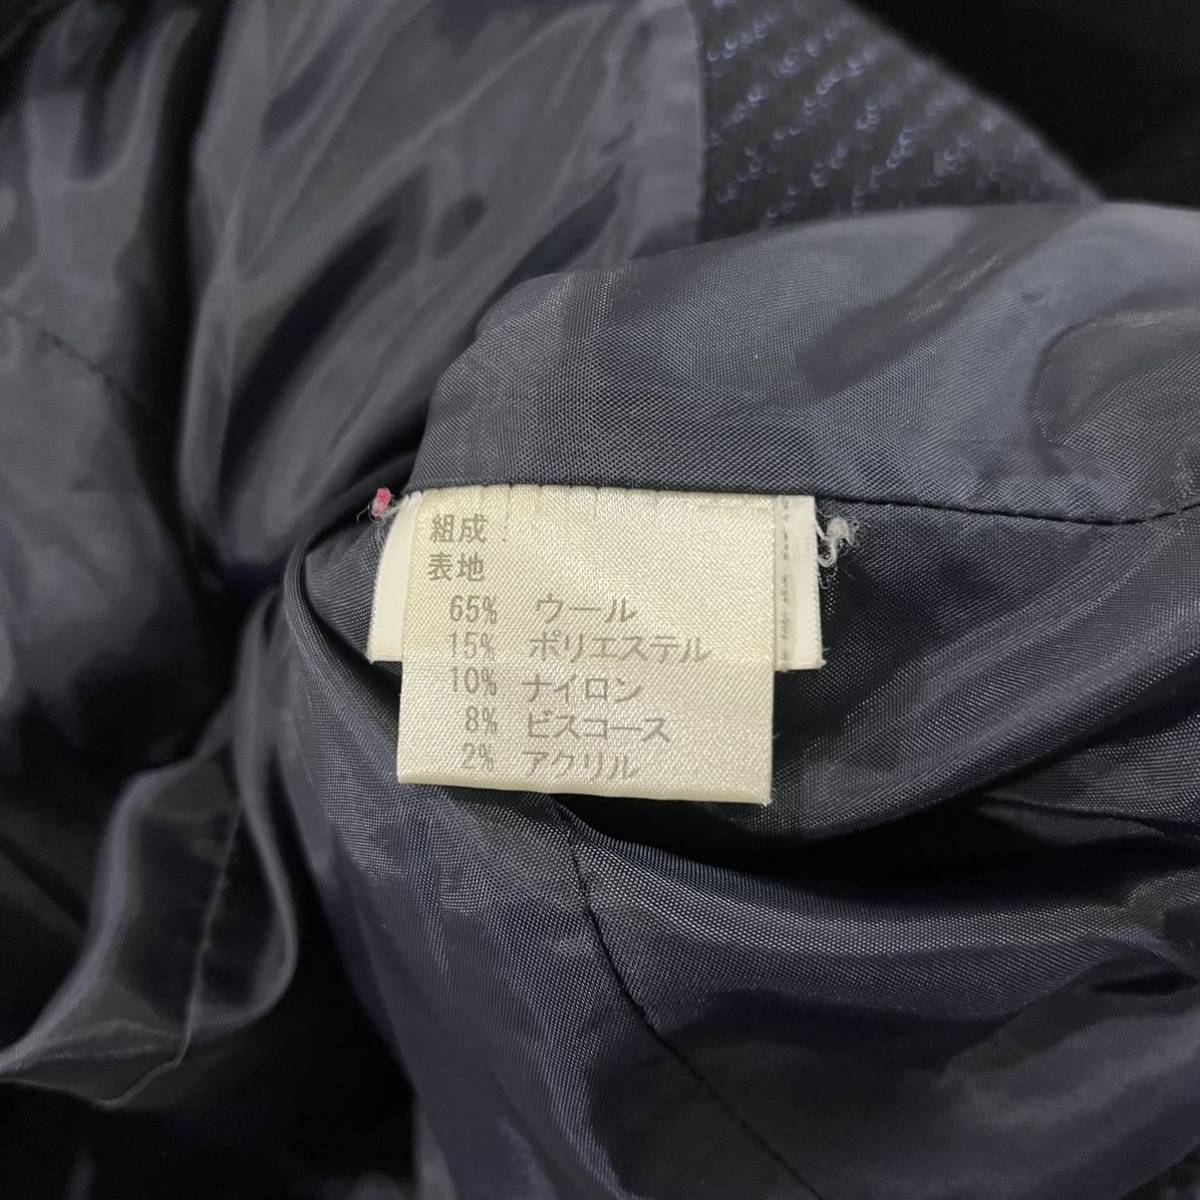 組成:
表地
65% ウール
15% ポリエステル
10% ナイロン
8% ビスコース
2% アクリル